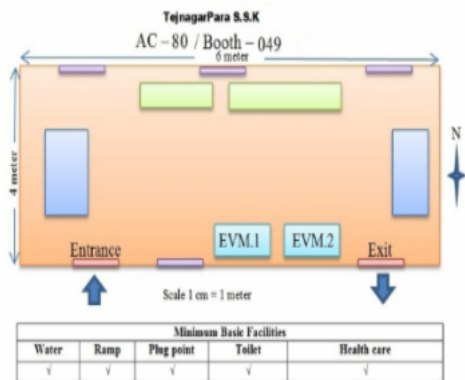 TejnagarPara S.S.K
AC - 80 / Booth -049
6 meter
4 meter
N
EVM.1 EVM.2
Entrance Exit
Scale 1 cm = 1 meter
Minimum Basic Facilities
Water Ramp Plug point Toilet Health care
√ √ √ √ √